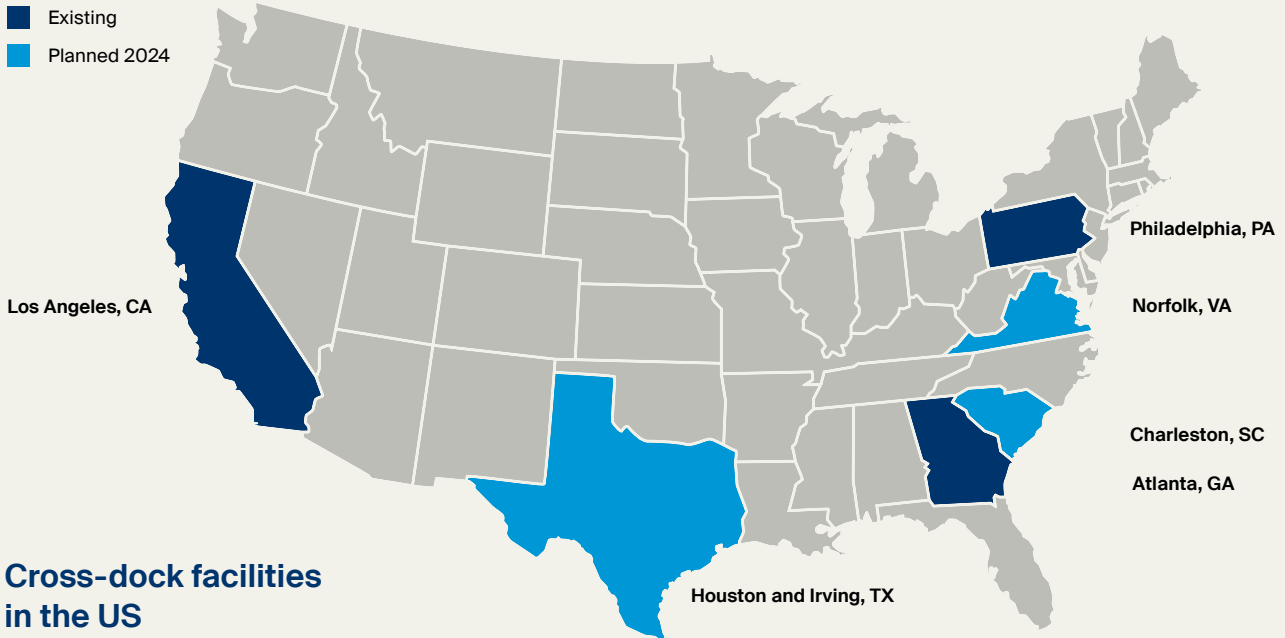 Existing
Planned 2024
Philadelphia, PA
Norfolk, VA
Los Angeles, CA
Charleston, SC
Atlanta, GA
Houston and Irving, TX
Cross-dock facilities
in the US